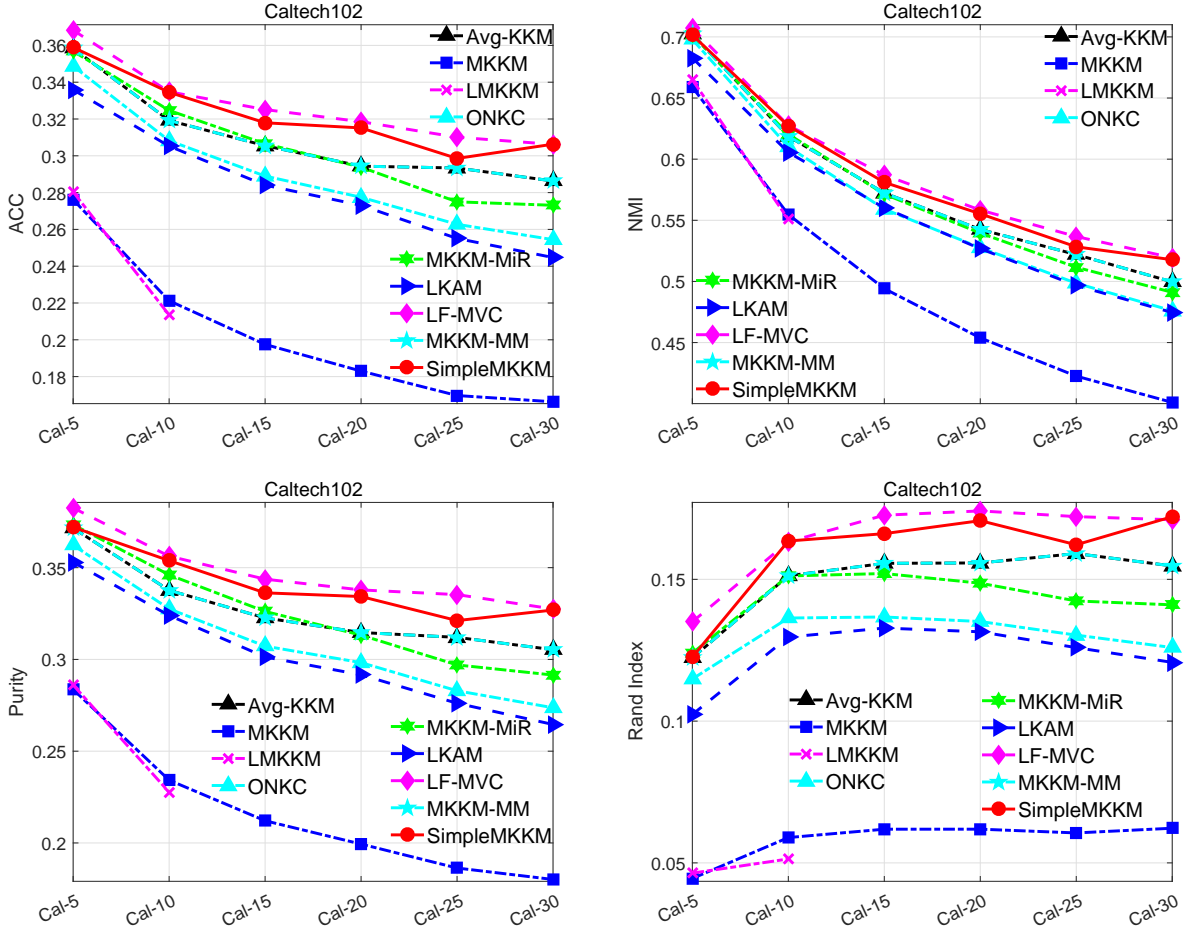 Caltech102
0.36
0.34
0.32
0.3
0.28
0.26
0.24
0.22
0.2
0.18
ACC
Avg-KKM
MKKM
LMKKM
ONKC
MKKM-MiR
LKAM
LF-MVC
MKKM-MM
SimpleMKKM
Cal-5
Cal-10
Cal-15
Cal-20
Cal-25
Cal-30
Caltech102
0.7
0.65
0.6
0.55
0.5
0.45
NMI
Avg-KKM
MKKM
LMKKM
ONKC
MKKM-MiR
LKAM
LF-MVC
MKKM-MM
SimpleMKKM
Cal-5
Cal-10
Cal-15
Cal-20
Cal-25
Cal-30
Caltech102
0.35
0.3
0.25
0.2
Purity
Avg-KKM
MKKM
LMKKM
ONKC
MKKM-MiR
LKAM
LF-MVC
MKKM-MM
SimpleMKKM
Cal-5
Cal-10
Cal-15
Cal-20
Cal-25
Cal-30
Caltech102
0.15
0.1
0.05
Rand Index
Avg-KKM
MKKM
LMKKM
ONKC
MKKM-MiR
LKAM
LF-MVC
MKKM-MM
SimpleMKKM
Cal-5
Cal-10
Cal-15
Cal-20
Cal-25
Cal-30